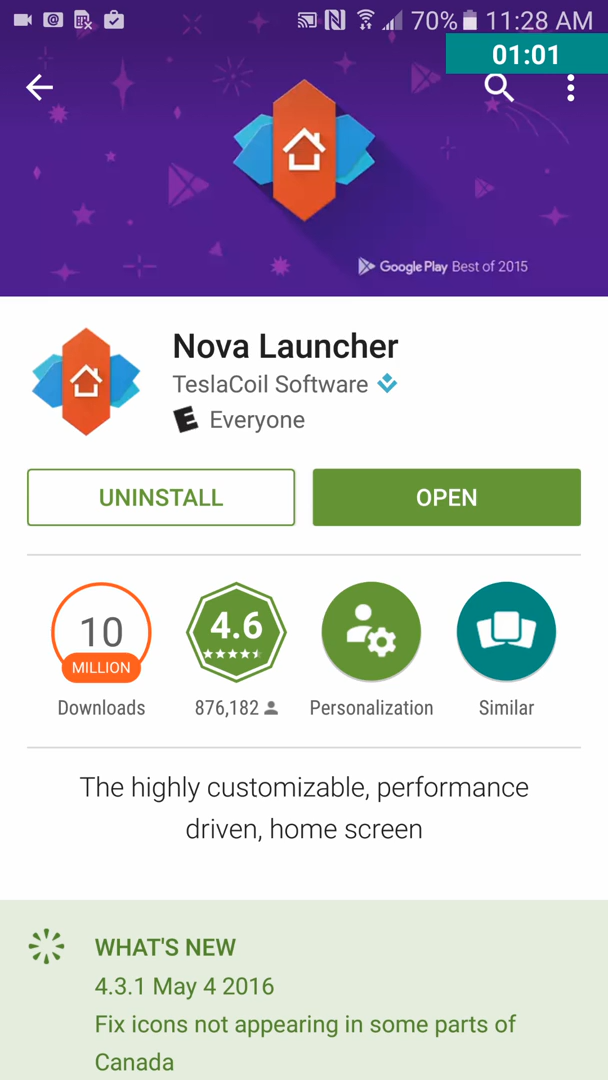 70% 11:28 AM
01:01
Google Play Best of 2015
Nova Launcher
TeslaCoil Software
E Everyone
UNINSTALL
OPEN
10
MILLION
4.6
Downloads
876,182
Personalization
Similar
The highly customizable, performance
driven, home screen
WHAT'S NEW
4.3.1 May 4 2016
Fix icons not appearing in some parts of
Canada